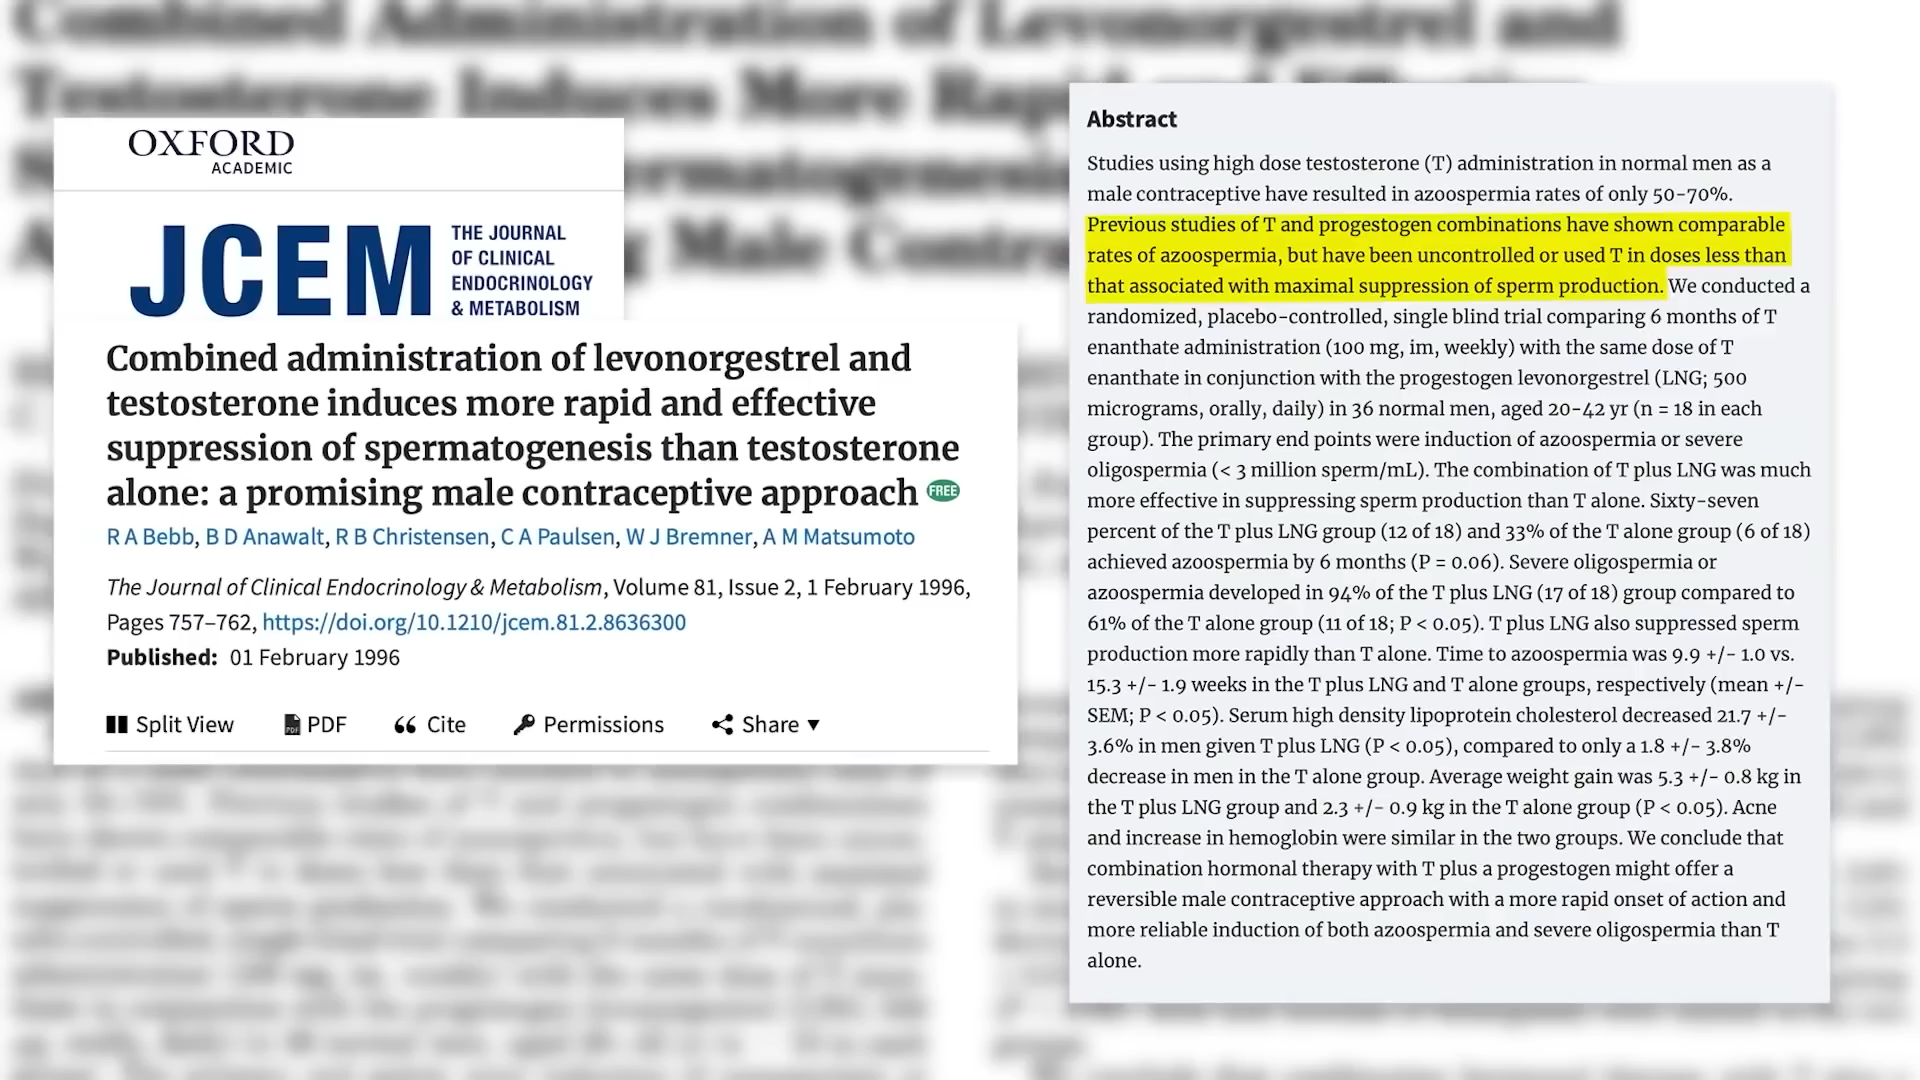 Combined Administration of Levonorgestrel and
Testosterone Induces More
OXFORD
ACADEMIC
JCEM
THE JOURNAL
OF CLINICAL
ENDOCRINOLOGY
& METABOLISM
Combined administration of levonorgestrel and
testosterone induces more rapid and effective
suppression of spermatogenesis than testosterone
alone: a promising male contraceptive approach FREE
R A Bebb, B D Anawalt, R B Christensen, C A Paulsen, W J Bremner, A M Matsumoto
The Journal of Clinical Endocrinology & Metabolism, Volume 81, Issue 2, 1 February 1996,
Pages 757–762, https://doi.org/10.1210/jcem.81.2.8636300
Published: 01 February 1996
Split View PDF Cite Permissions Share ▼
Abstract
Studies using high dose testosterone (T) administration in normal men as a
male contraceptive have resulted in azoospermia rates of only 50-70%.
Previous studies of T and progestogen combinations have shown comparable
rates of azoospermia, but have been uncontrolled or used T in doses less than
that associated with maximal suppression of sperm production. We conducted a
randomized, placebo-controlled, single blind trial comparing 6 months of T
enanthate administration (100 mg, im, weekly) with the same dose of T
enanthate in conjunction with the progestogen levonorgestrel (LNG; 500
micrograms, orally, daily) in 36 normal men, aged 20-42 yr (n = 18 in each
group). The primary end points were induction of azoospermia or severe
oligospermia (< 3 million sperm/mL). The combination of T plus LNG was much
more effective in suppressing sperm production than T alone. Sixty-seven
percent of the T plus LNG group (12 of 18) and 33% of the T alone group (6 of 18)
achieved azoospermia by 6 months (P = 0.06). Severe oligospermia or
azoospermia developed in 94% of the T plus LNG (17 of 18) group compared to
61% of the T alone group (11 of 18; P < 0.05). T plus LNG also suppressed sperm
production more rapidly than T alone. Time to azoospermia was 9.9 +/- 1.0 vs.
15.3 +/- 1.9 weeks in the T plus LNG and T alone groups, respectively (mean +/-
SEM; P < 0.05). Serum high density lipoprotein cholesterol decreased 21.7 +/-
3.6% in men given T plus LNG (P < 0.05), compared to only a 1.8 +/- 3.8%
decrease in men in the T alone group. Average weight gain was 5.3 +/- 0.8 kg in
the T plus LNG group and 2.3 +/- 0.9 kg in the T alone group (P < 0.05). Acne
and increase in hemoglobin were similar in the two groups. We conclude that
combination hormonal therapy with T plus a progestogen might offer a
reversible male contraceptive approach with a more rapid onset of action and
more reliable induction of both azoospermia and severe oligospermia than T
alone.